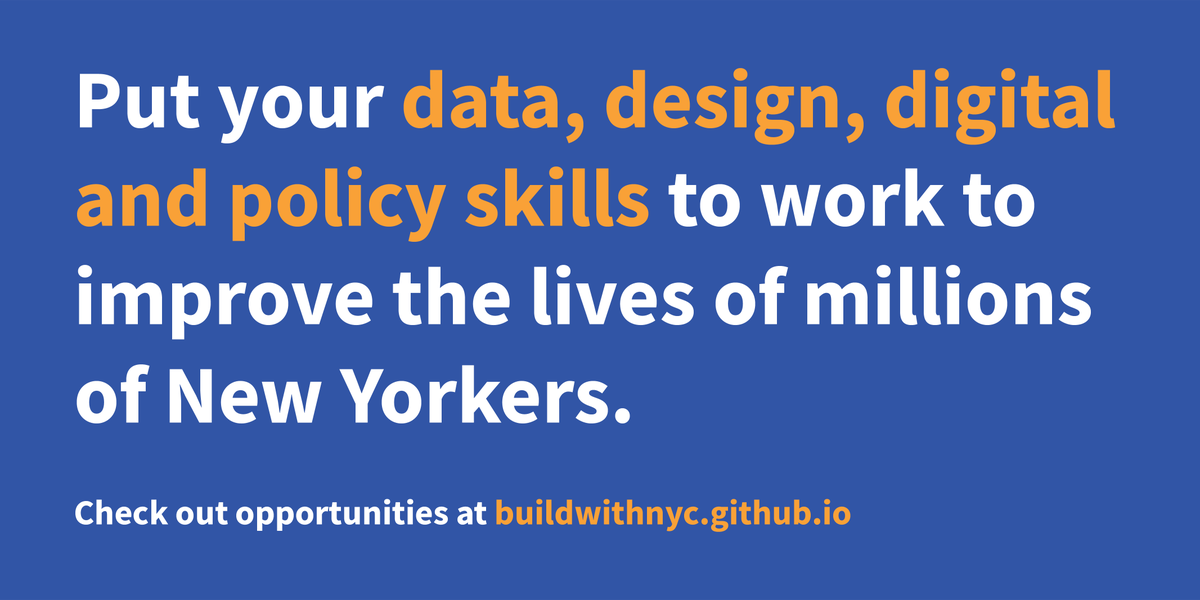 Put your data, design, digital
and policy skills to work to
improve the lives of millions
of New Yorkers.
Check out opportunities at buildwithnyc.github.io